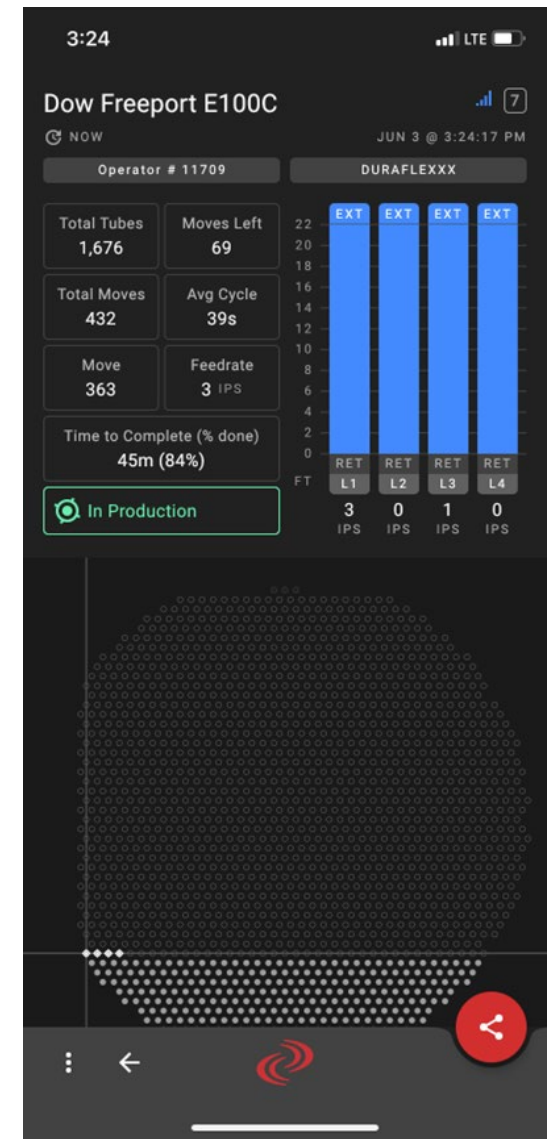 3:24 LTE
Dow Freeport E100C 7
NOW JUN 3 @ 3:24:17 PM
Operator # 11709 DURAFLEXXX
Total Tubes Moves Left
1,676 69
Total Moves Avg Cycle
432 39s
Move Feedrate
363 3 IPS
Time to Complete (% done)
45m (84%)
In Production
EXT EXT EXT EXT
22
20
18
16
14
12
10
8
6
4
2
0
RET RET RET RET
FT L1 L2 L3 L4
3 0 1 0
IPS IPS IPS IPS